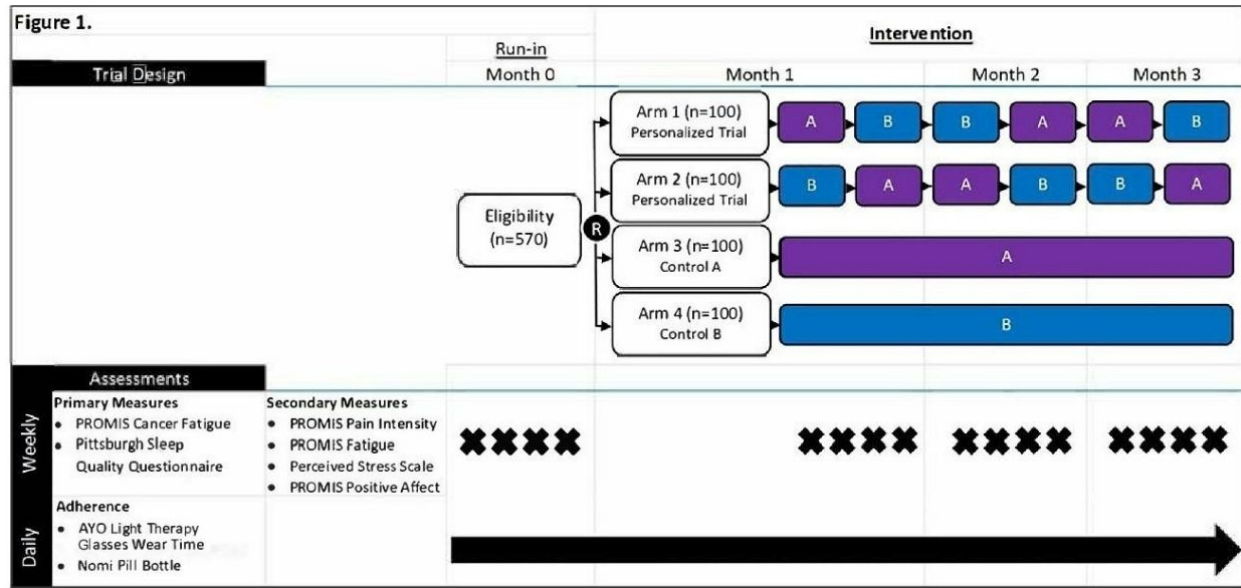 Figure 1.
Intervention
Run-in
Trial Design
Month 0
Month 1
Month 2
Month 3
Arm 1 (n=100)
Personalized Trial
A
B
B
A
A
B
Arm 2 (n=100)
Personalized Trial
B
A
A
B
B
A
Eligibility
(n=570)
R
Arm 3 (n=100)
Control A
A
Arm 4 (n=100)
Control B
B
Assessments
Weekly
Primary Measures
• PROMIS Cancer Fatigue
• Pittsburgh Sleep
Quality Questionnaire
Secondary Measures
• PROMIS Pain Intensity
• PROMIS Fatigue
• Perceived Stress Scale
• PROMIS Positive Affect
Daily
Adherence
• AYO Light Therapy
Glasses Wear Time
• Nomi Pill Bottle